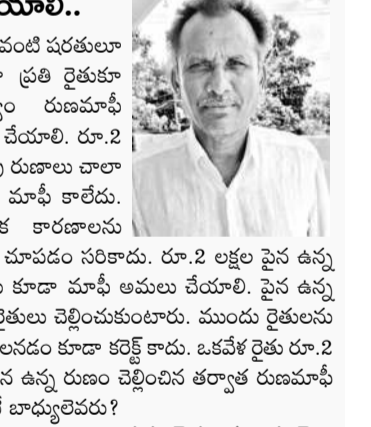 యాలి..
వంటి షరతులూ
ప్రతి రైతుకూ
రుణమాఫీ
చేయాలి. రూ.2
రుణాలు చాలా
మాఫీ కాలేదు.
కారణాలను
చూపడం సరికాదు. రూ.2 లక్షల పైన ఉన్న
కూడా మాఫీ అమలు చేయాలి. పైన ఉన్న
రైతులు చెల్లించుకుంటారు. ముందు రైతులను
లనడం కూడా కరెక్ట్ కాదు. ఒకవేళ రైతు రూ.2
న ఉన్న రుణం చెల్లించిన తర్వాత రుణమాఫీ
బాధ్యులెవరు?